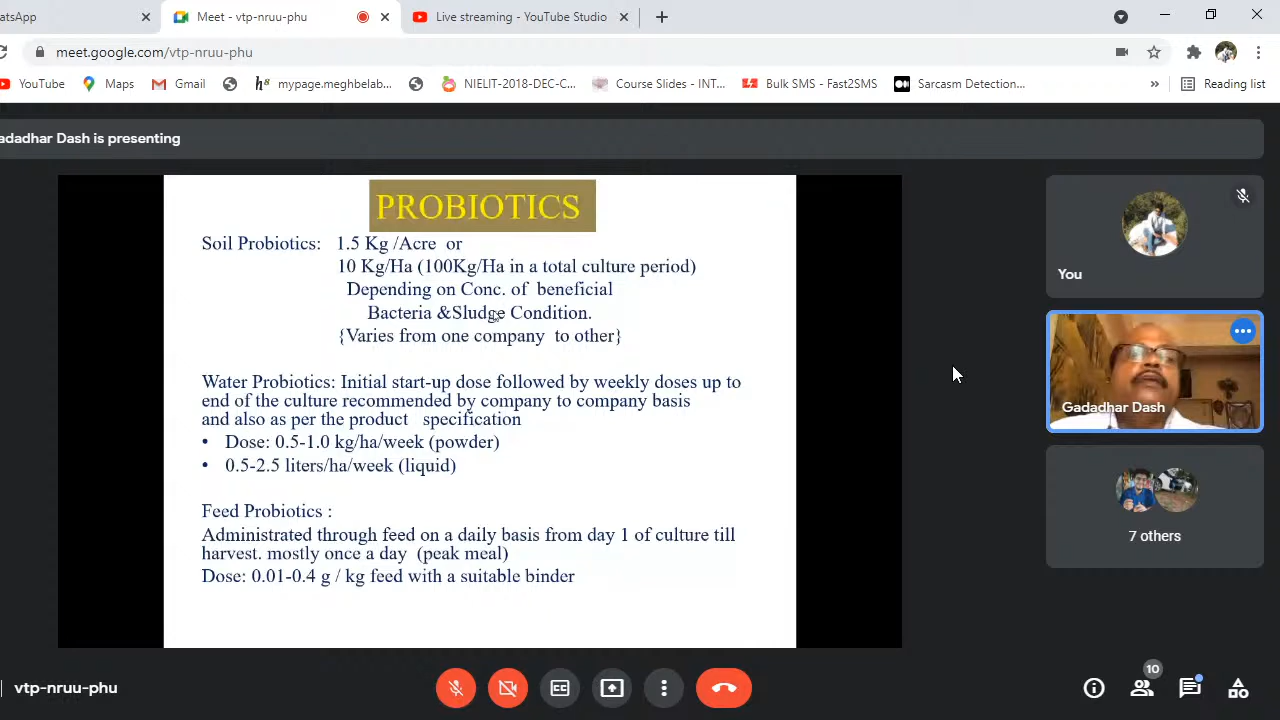 atsApp
Meet - vtp-nruu-phu
Live streaming - YouTube Studio
meet.google.com/vtp-nruu-phu
YouTube
Maps
Gmail
mypage.meghbelab...
NIELIT-2018-DEC-C...
Course Slides - INT...
Bulk SMS - Fast2SMS
Sarcasm Detection...
»
Reading list
adadhar Dash is presenting
PROBIOTICS
Soil Probiotics: 1.5 Kg /Acre or
10 Kg/Ha (100Kg/Ha in a total culture period)
Depending on Conc. of beneficial
Bacteria &Sludge Condition.
{Varies from one company to other}
Water Probiotics: Initial start-up dose followed by weekly doses up to
end of the culture recommended by company to company basis
and also as per the product specification
• Dose: 0.5-1.0 kg/ha/week (powder)
• 0.5-2.5 liters/ha/week (liquid)
Feed Probiotics :
Administrated through feed on a daily basis from day 1 of culture till
harvest. mostly once a day (peak meal)
Dose: 0.01-0.4 g / kg feed with a suitable binder
You
Gadadhar Dash
7 others
vtp-nruu-phu
10